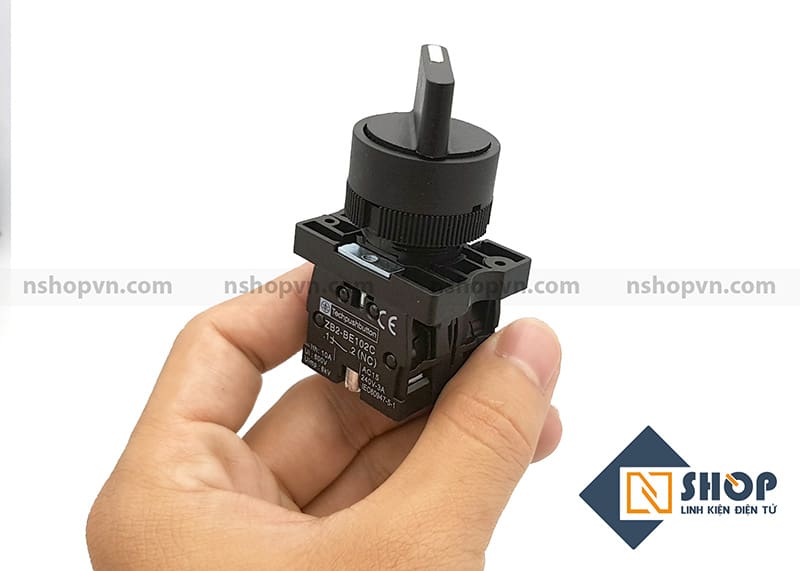 nshopvn.com nshopvn.com nshopvn.com nshopvn.com
Techpushbutton CE
ZB2-BE102C
.1 .2 (NC)
Ith: 10A
Ui: 600V
Uimp: 6kV
AC15
240V-3A
IEC60947-5-1
N SHOP
LINH KIỆN ĐIỆN TỬ